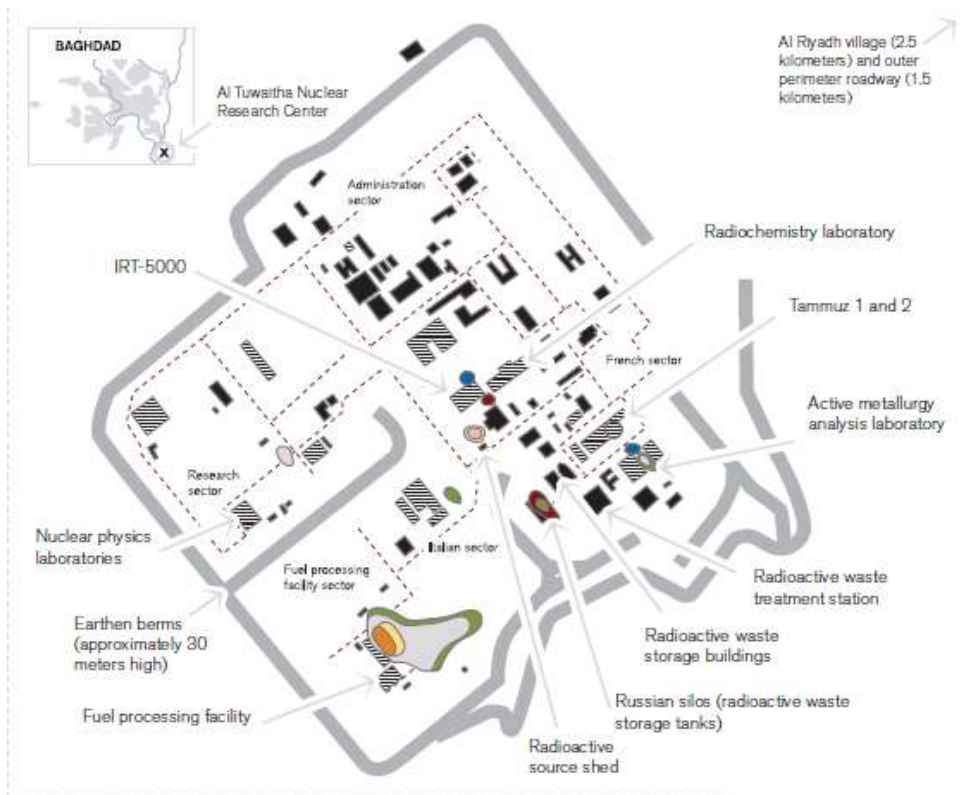 BAGHDAD
X
Al Tuwaitha Nuclear
Research Center
Al Riyadh village (2.5
kilometers) and outer
perimeter roadway (1.5
kilometers)
Administration
sector
Radiochemistry laboratory
IRT-5000
Tammuz 1 and 2
French sector
Active metallurgy
analysis laboratory
Research
sector
Nuclear physics
laboratories
Italian sector
Fuel processing
facility sector
Radioactive waste
treatment station
Earthen berms
(approximately 30
meters high)
Radioactive waste
storage buildings
Fuel processing facility
Russian silos (radioactive waste
storage tanks)
Radioactive
source shed